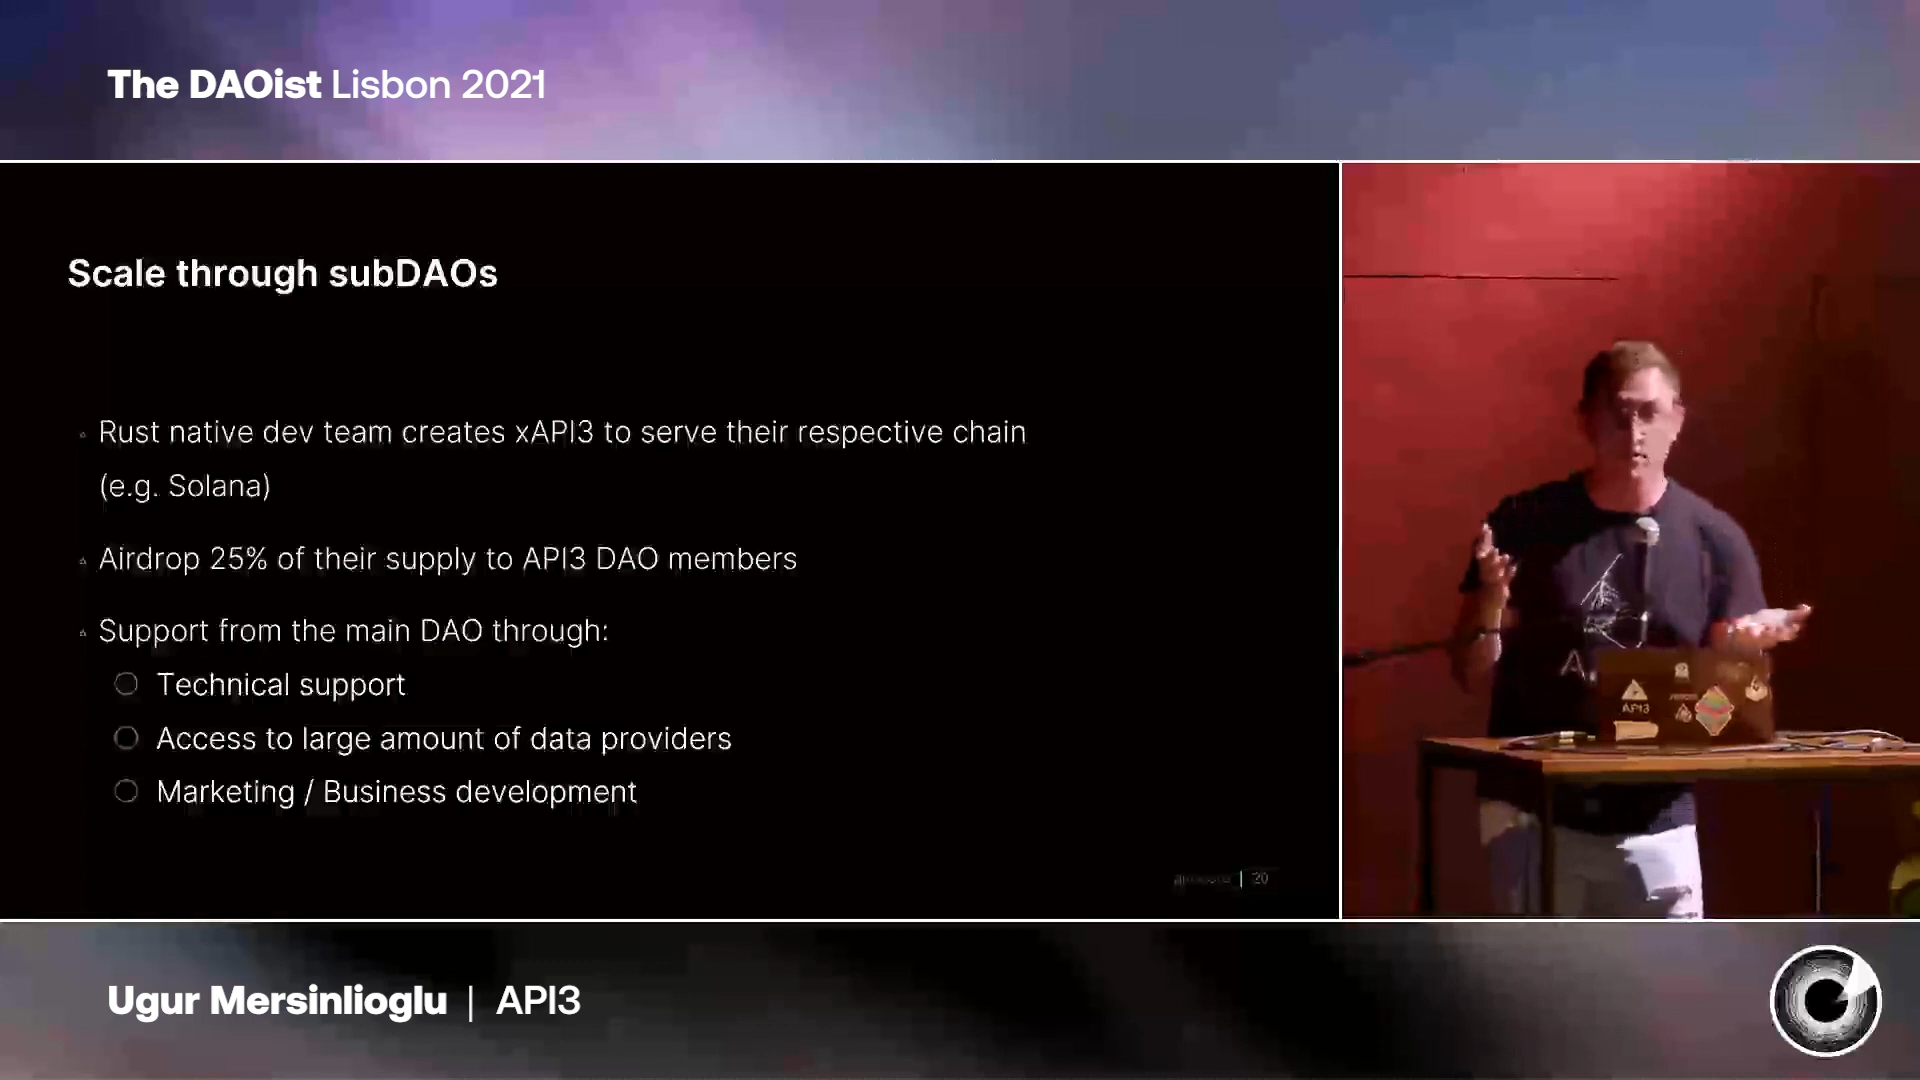 The DAOist Lisbon 2021
Scale through subDAOs
Rust native dev team creates xAPI3 to serve their respective chain
(e.g. Solana)
Airdrop 25% of their supply to API3 DAO members
Support from the main DAO through:
Technical support
Access to large amount of data providers
Marketing / Business development
20
API3
Ugur Mersinlioglu | API3